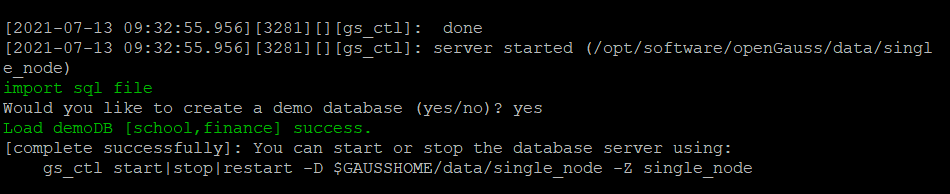 [2021-07-13 09:32:55.956][3281][][gs_ctl]:  done
[2021-07-13 09:32:55.956][3281][][gs_ctl]: server started (/opt/software/openGauss/data/singl
e_node)
import sql file
Would you like to create a demo database (yes/no)? yes
Load demoDB [school,finance] success.
[complete successfully]: You can start or stop the database server using:
    gs_ctl start|stop|restart -D $GAUSSHOME/data/single_node -Z single_node